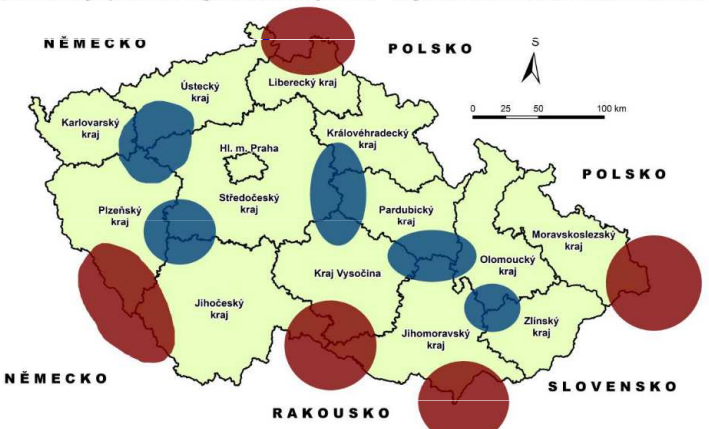 NĚMECKO
POLSKO
S
Liberecký kraj
Ústecký
kraj
0 25 50 100 km
Karlovarský
kraj
Královéhradecký
kraj
Hl. m. Praha
POLSKO
Středočeský
kraj
Plzeňský
kraj
Pardubický
kraj
Moravskoslezský
kraj
Olomoucký
kraj
Kraj Vysočina
Jihočeský
kraj
Zlínský
kraj
Jihomoravský
kraj
NĚMECKO
SLOVENSKO
RAKOUSKO